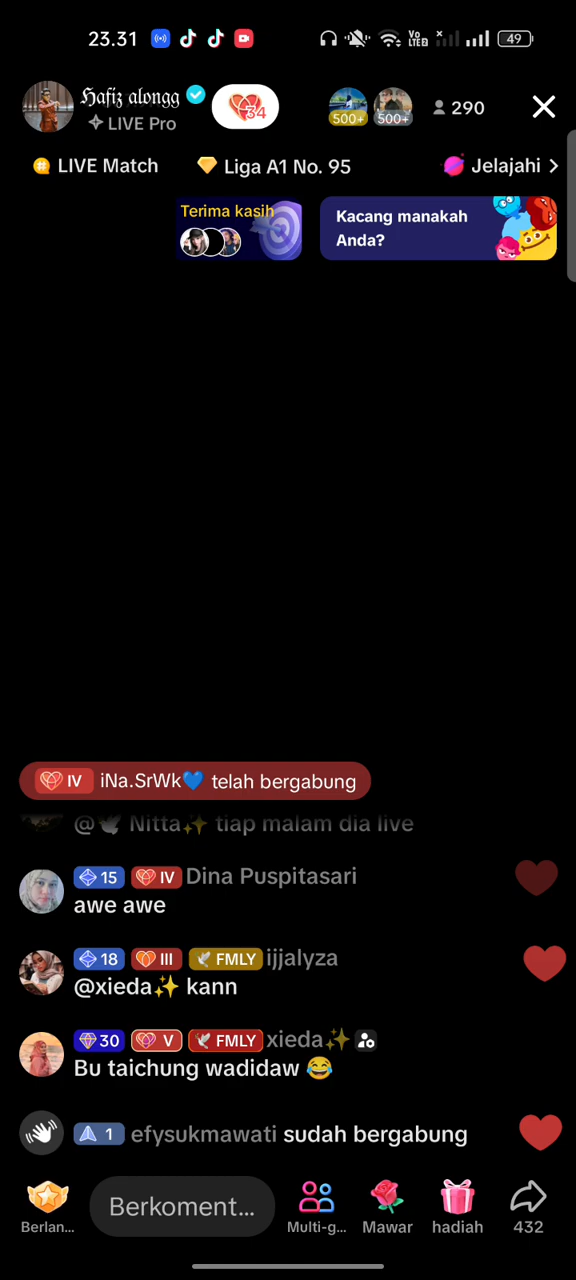 23.31
Vo
LTE 2
49
Hafiz alongg
34
500+
500+
290
LIVE Pro
LIVE Match
Liga A1 No. 95
Jelajahi
Terima kasih
Kacang manakah
Anda?
IV iNa.SrWk💙 telah bergabung
@🕊 Nitta✨ tiap malam dia live
15 IV Dina Puspitasari
awe awe
18 III FMLY ijjalyza
@xieda✨ kann
30 V FMLY xieda✨
Bu taichung wadidaw 😂
1 efysukmawati sudah bergabung
Berlan...
Berkoment...
Multi-g...
Mawar
hadiah
432